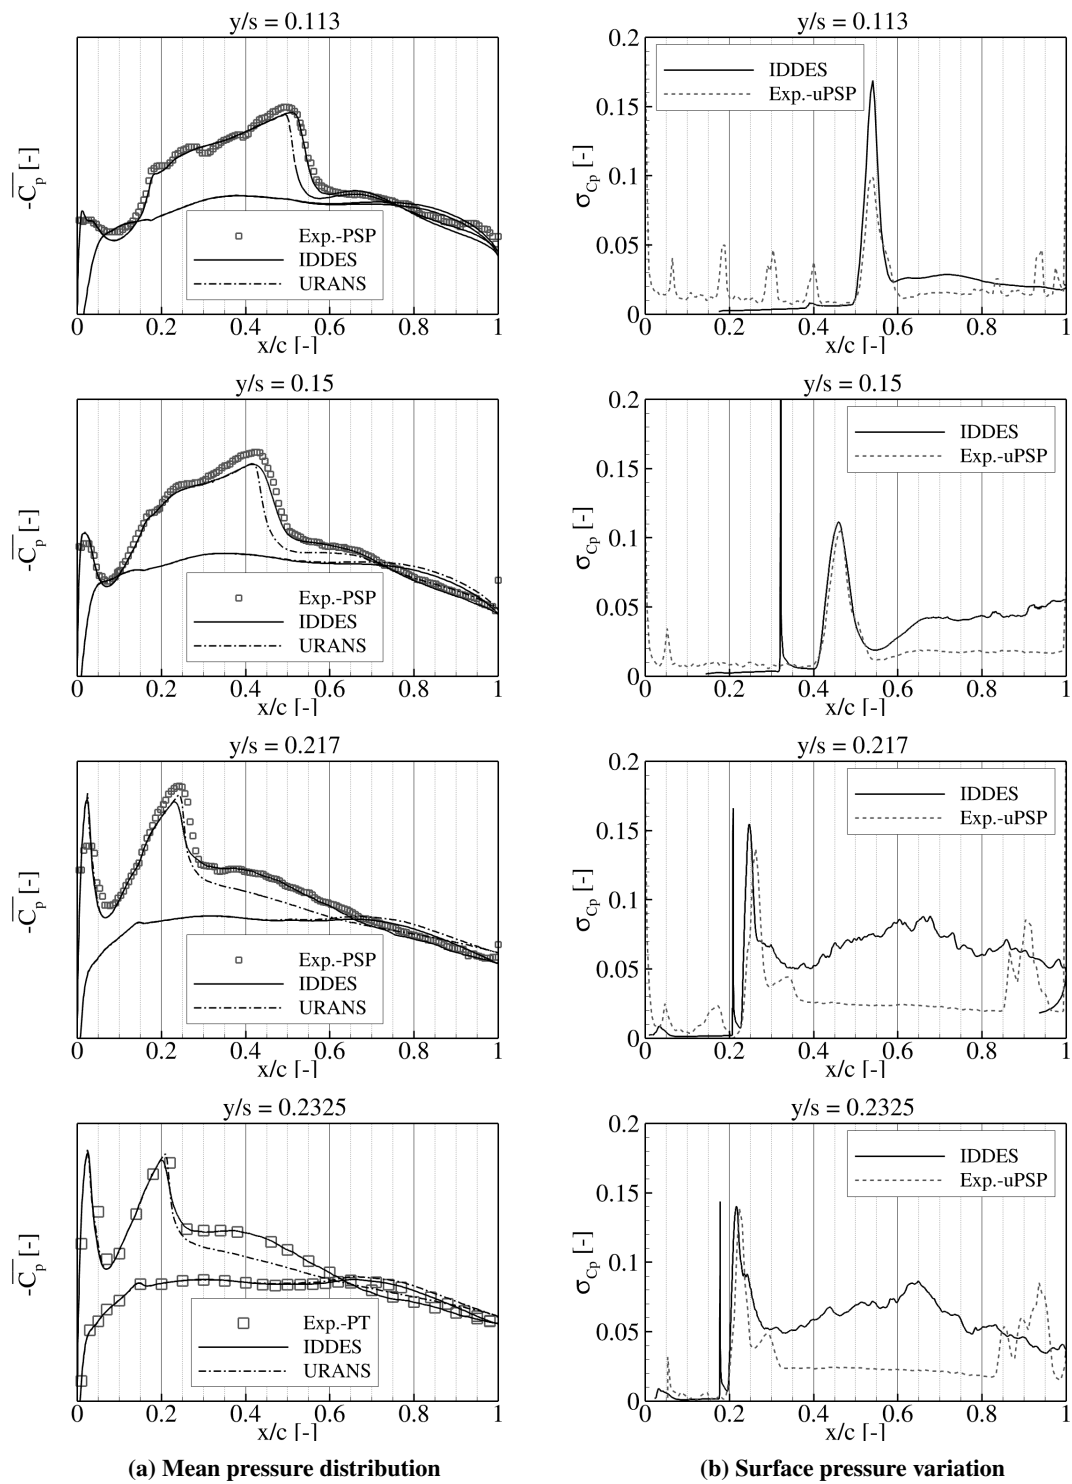 y/s = 0.113
-C̅p [-]
Exp.-PSP
IDDES
URANS
0 0.2 0.4 0.6 0.8 1
x/c [-]
y/s = 0.113
σCp [-]
0.2
0.15
0.1
0.05
0
IDDES
Exp.-uPSP
0 0.2 0.4 0.6 0.8 1
x/c [-]
y/s = 0.15
-C̅p [-]
Exp.-PSP
IDDES
URANS
0 0.2 0.4 0.6 0.8 1
x/c [-]
y/s = 0.15
σCp [-]
0.2
0.15
0.1
0.05
0
IDDES
Exp.-uPSP
0 0.2 0.4 0.6 0.8 1
x/c [-]
y/s = 0.217
-C̅p [-]
Exp.-PSP
IDDES
URANS
0 0.2 0.4 0.6 0.8 1
x/c [-]
y/s = 0.217
σCp [-]
0.2
0.15
0.1
0.05
0
IDDES
Exp.-uPSP
0 0.2 0.4 0.6 0.8 1
x/c [-]
y/s = 0.2325
-C̅p [-]
Exp.-PT
IDDES
URANS
0 0.2 0.4 0.6 0.8 1
x/c [-]
y/s = 0.2325
σCp [-]
0.2
0.15
0.1
0.05
0
IDDES
Exp.-uPSP
0 0.2 0.4 0.6 0.8 1
x/c [-]
(a) Mean pressure distribution
(b) Surface pressure variation